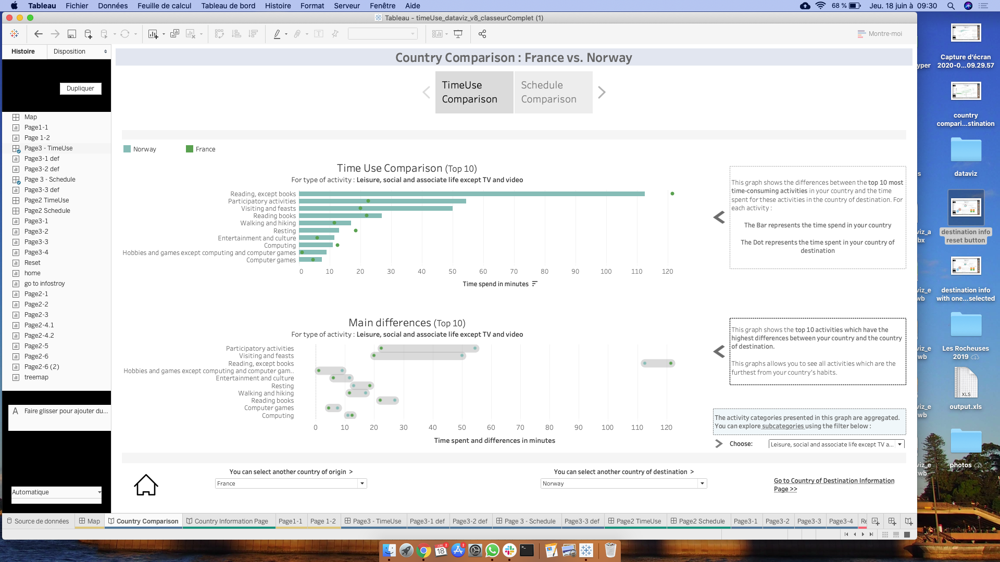 Tableau Fichier Données Feuille de calcul Tableau de bord Histoire Format Serveur Fenêtre Aide 68 % Jeu. 18 juin à 09:30
Tableau - timeUse_dataviz_v8_classeurComplet (1)
Montre-moi
Histoire Disposition
Dupliquer
Map
Page1-1
Page 1-2
Page3 - TimeUse
Page3-1 def
Page3-2 def
Page 3 - Schedule
Page3-3 def
Page2 TimeUse
Page2 Schedule
Page3-1
Page3-2
Page3-3
Page3-4
Reset
home
go to infostroy
Page2-1
Page2-2
Page2-3
Page2-4.1
Page2-4.2
Page2-5
Page2-6
Page2-6 (2)
treemap
A Faire glisser pour ajouter du...
Automatique
Country Comparison : France vs. Norway
TimeUse
Comparison
Schedule
Comparison
Norway France
Time Use Comparison (Top 10)
For type of activity : Leisure, social and associate life except TV and video
Reading, except books
Participatory activities
Visiting and feasts
Reading books
Walking and hiking
Resting
Entertainment and culture
Computing
Hobbies and games except computing and computer games
Computer games
0 10 20 30 40 50 60 70 80 90 100 110 120
Time spend in minutes
This graph shows the differences between the top 10 most
time-consuming activities in your country and the time
spent for these activities in the country of destination. For
each activity :
The Bar represents the time spend in your country
The Dot represents the time spent in your country of
destination
Main differences (Top 10)
For type of activity : Leisure, social and associate life except TV and video
Participatory activities
Visiting and feasts
Reading, except books
Hobbies and games except computing and computer gam..
Entertainment and culture
Resting
Walking and hiking
Reading books
Computer games
Computing
0 10 20 30 40 50 60 70 80 90 100 110 120
Time spent and differences in minutes
This graph shows the top 10 activities which have the
highest differences between your country and the country
of destination.
This graphs allows you to see all activities which are the
furthest from your country's habits.
The activity categories presented in this graph are aggregated.
You can explore subcategories using the filter below :
Choose: Leisure, social and associate life except TV a...
You can select another country of origin >
France
You can select another country of destination >
Norway
Go to Country of Destination Information
Page >>
Source de données Map Country Comparison Country Information Page Page1-1 Page 1-2 Page3 - TimeUse Page3-1 def Page3-2 def Page 3 - Schedule Page3-3 def Page2 TimeUse Page2 Schedule Page3-1 Page3-2 Page3-3 Page3-4 Re
Capture d'écran
2020-0...09.29.57
yper
country
compari...stination
dataviz
s
destination info
reset button
viz_a
bx
destination info
with one...selected
viz_e
wb
Les Rocheuses
2019
viz_e
wb
XLS
output.xls
viz_e
wb
photos
viz_e
wb
JUIN
18
2
2